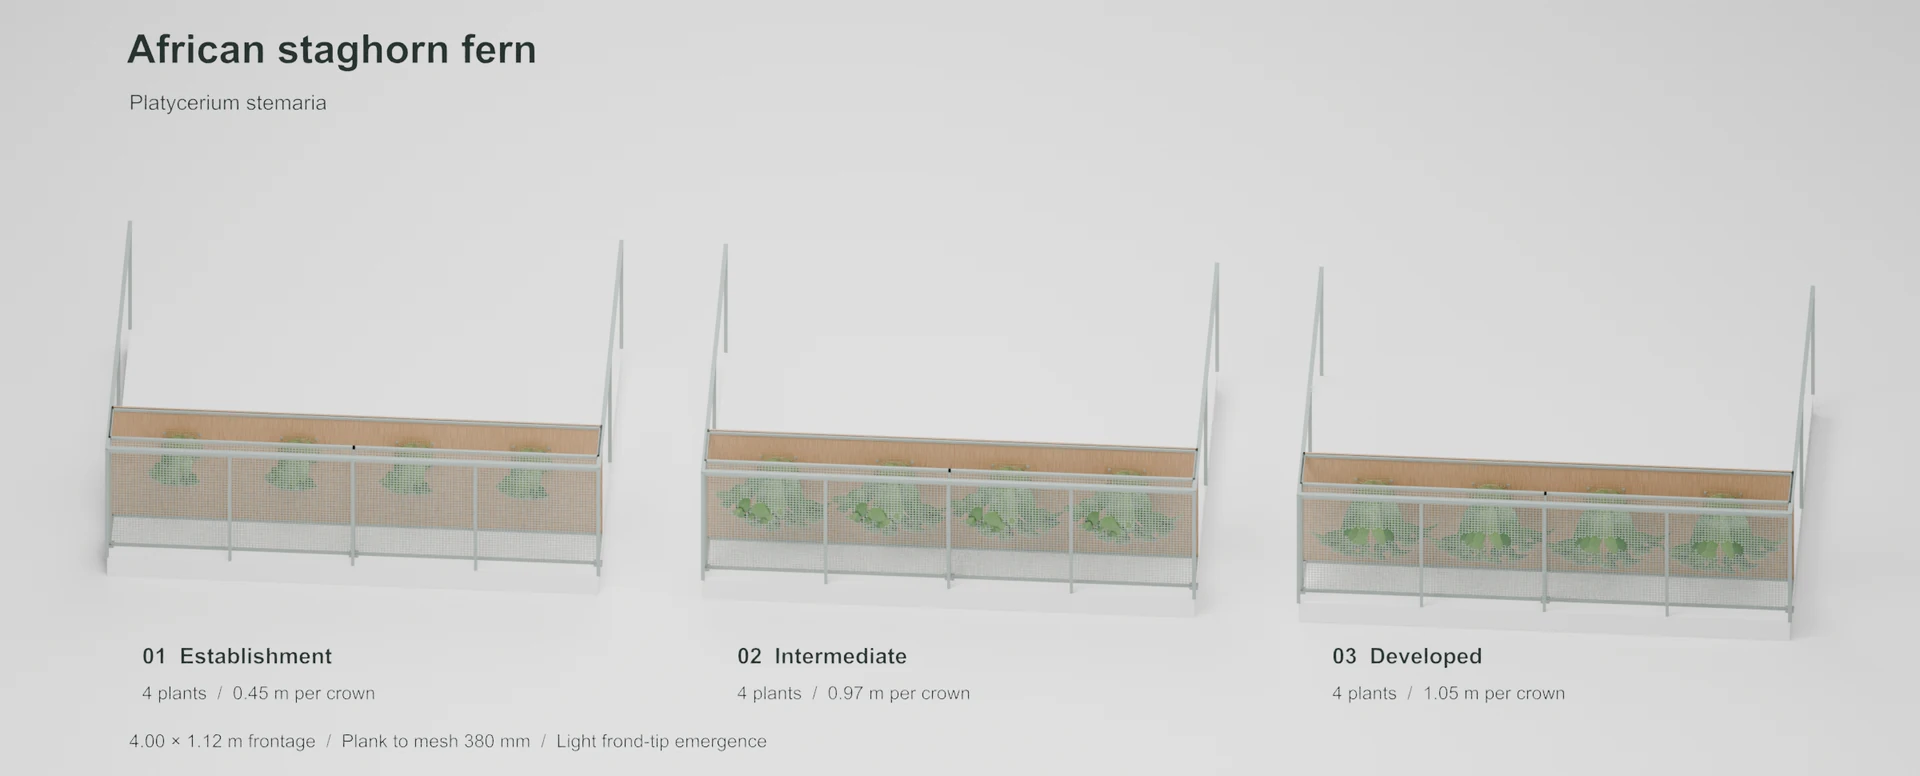 African staghorn fern
Platycerium stemaria
01 Establishment
4 plants / 0.45 m per crown
02 Intermediate
4 plants / 0.97 m per crown
03 Developed
4 plants / 1.05 m per crown
4.00 × 1.12 m frontage / Plank to mesh 380 mm / Light frond-tip emergence